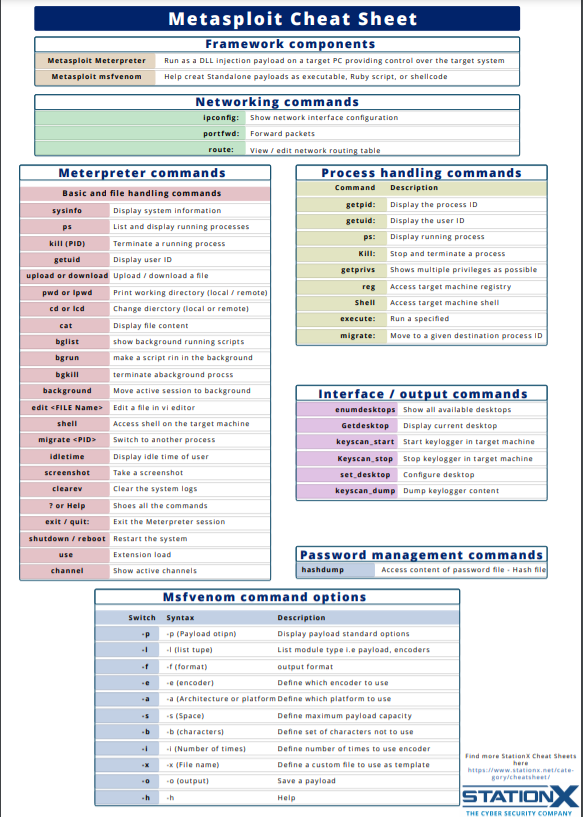 Metasploit Cheat Sheet
Framework components
Metasploit Meterpreter Run as a DLL injection payload on a target PC providing control over the target system
Metasploit msfvenom Help creat Standalone payloads as executable, Ruby script, or shellcode
Networking commands
ipconfig: Show network interface configuration
portfwd: Forward packets
route: View / edit network routing table
Meterpreter commands
Basic and file handling commands
sysinfo Display system information
ps List and display running processes
kill (PID) Terminate a running process
getuid Display user ID
upload or download Upload / download a file
pwd or lpwd Print working directory (local / remote)
cd or lcd Change dierctory (local or remote)
cat Display file content
bglist show background running scripts
bgrun make a script rin in the background
bgkill terminate abackground procss
background Move active session to background
edit <FILE Name> Edit a file in vi editor
shell Access shell on the target machine
migrate <PID> Switch to another process
idletime Display idle time of user
screenshot Take a screenshot
clearev Clear the system logs
? or Help Shoes all the commands
exit / quit: Exit the Meterpreter session
shutdown / reboot Restart the system
use Extension load
channel Show active channels
Process handling commands
Command Description
getpid: Display the process ID
getuid: Display the user ID
ps: Display running process
Kill: Stop and terminate a process
getprivs Shows multiple privileges as possible
reg Access target machine registry
Shell Access target machine shell
execute: Run a specified
migrate: Move to a given destination process ID
Interface / output commands
enumdesktops Show all available desktops
Getdesktop Display current desktop
keyscan_start Start keylogger in target machine
Keyscan_stop Stop keylogger in target machine
set_desktop Configure desktop
keyscan_dump Dump keylogger content
Password management commands
hashdump Access content of password file - Hash file
Msfvenom command options
Switch Syntax Description
-p -p (Payload otipn) Display payload standard options
-l -l (list tupe) List module type i.e payload, encoders
-f -f (format) output format
-e -e (encoder) Define which encoder to use
-a -a (Architecture or platform Define which platform to use
-s -s (Space) Define maximum payload capacity
-b -b (characters) Define set of characters not to use
-i -i (Number of times) Define number of times to use encoder
-x -x (File name) Define a custom file to use as template
-o -o (output) Save a payload
-h -h Help
Find more StationX Cheat Sheets
here
https://www.stationx.net/cate-
gory/cheatsheet/
STATIONX
THE CYBER SECURITY COMPANY